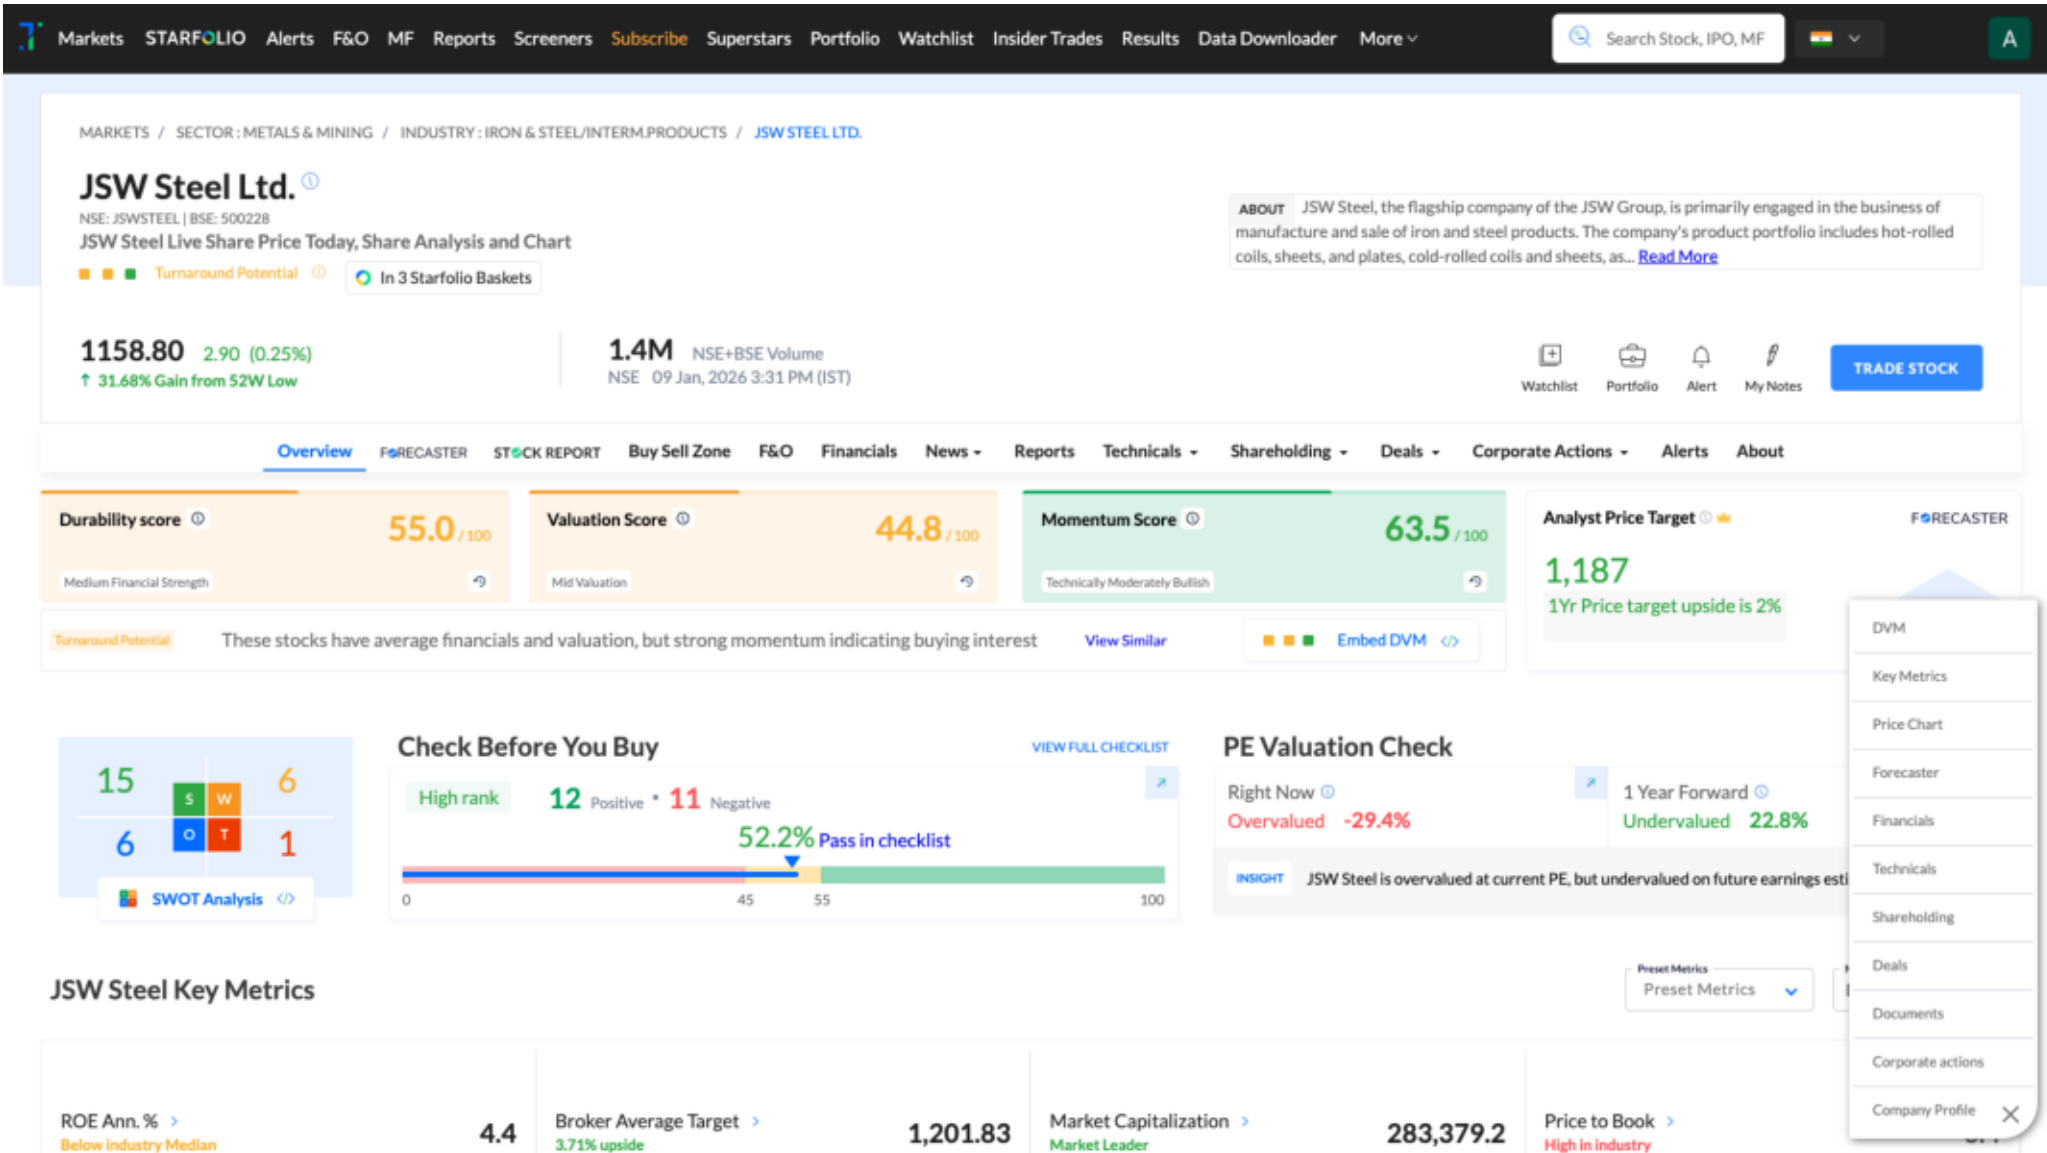 Markets STARFOLIO Alerts F&O MF Reports Screeners Subscribe Superstars Portfolio Watchlist Insider Trades Results Data Downloader More Search Stock, IPO, MF A
MARKETS / SECTOR : METALS & MINING / INDUSTRY : IRON & STEEL/INTERM.PRODUCTS / JSW STEEL LTD.
JSW Steel Ltd.
NSE: JSWSTEEL | BSE: 500228
JSW Steel Live Share Price Today, Share Analysis and Chart
Turnaround Potential In 3 Starfolio Baskets
ABOUT JSW Steel, the flagship company of the JSW Group, is primarily engaged in the business of
manufacture and sale of iron and steel products. The company's product portfolio includes hot-rolled
coils, sheets, and plates, cold-rolled coils and sheets, as... Read More
1158.80 2.90 (0.25%)
↑ 31.68% Gain from 52W Low
1.4M NSE+BSE Volume
NSE 09 Jan, 2026 3:31 PM (IST)
Watchlist Portfolio Alert My Notes TRADE STOCK
Overview FORECASTER STOCK REPORT Buy Sell Zone F&O Financials News Reports Technicals Shareholding Deals Corporate Actions Alerts About
Durability score 55.0 / 100
Medium Financial Strength
Valuation Score 44.8 / 100
Mid Valuation
Momentum Score 63.5 / 100
Technically Moderately Bullish
Analyst Price Target FORECASTER
1,187
1Yr Price target upside is 2%
Turnaround Potential These stocks have average financials and valuation, but strong momentum indicating buying interest View Similar Embed DVM </>
15 S W 6
6 O T 1
SWOT Analysis </>
Check Before You Buy VIEW FULL CHECKLIST
High rank 12 Positive • 11 Negative
52.2% Pass in checklist
0 45 55 100
PE Valuation Check
Right Now
Overvalued -29.4%
1 Year Forward
Undervalued 22.8%
INSIGHT JSW Steel is overvalued at current PE, but undervalued on future earnings esti
JSW Steel Key Metrics
Preset Metrics
Preset Metrics
ROE Ann. % > 4.4
Below industry Median
Broker Average Target > 1,201.83
3.71% upside
Market Capitalization > 283,379.2
Market Leader
Price to Book >
High in industry
DVM
Key Metrics
Price Chart
Forecaster
Financials
Technicals
Shareholding
Deals
Documents
Corporate actions
Company Profile